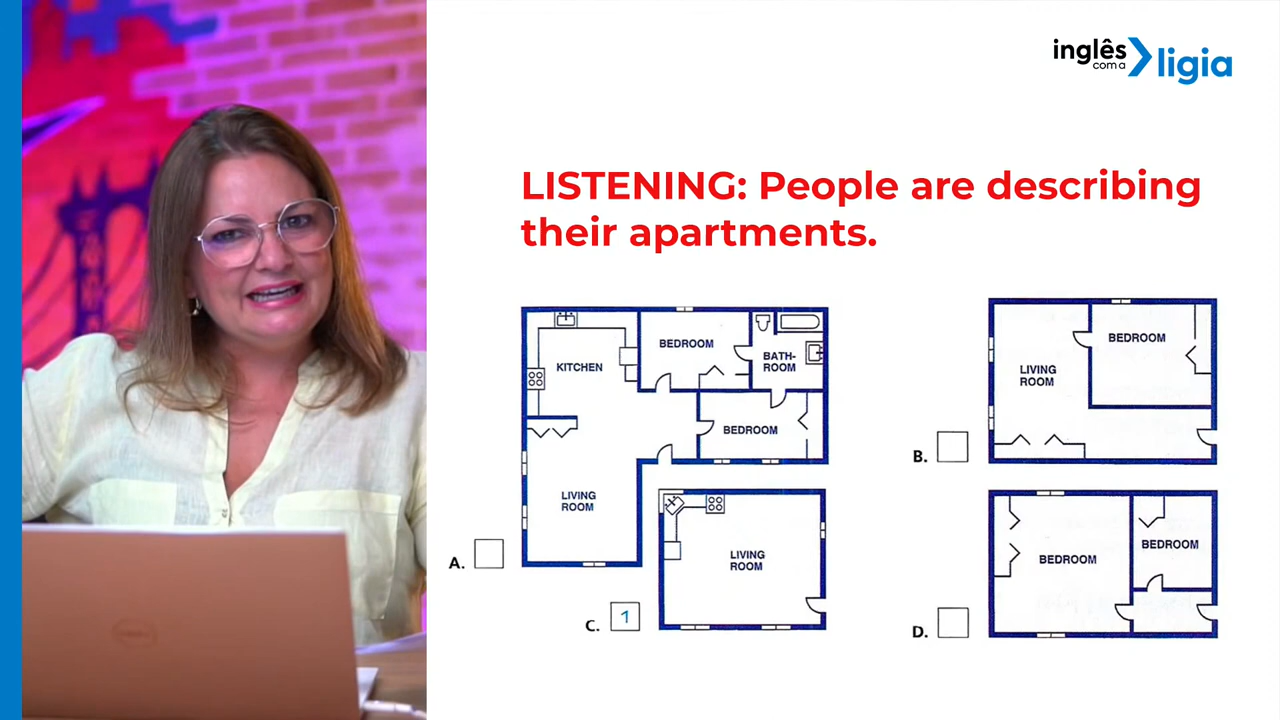 inglês
com a
ligia
LISTENING: People are describing
their apartments.
KITCHEN
BEDROOM
BATH-
ROOM
BEDROOM
LIVING
ROOM
A.
LIVING
ROOM
C. 1
BEDROOM
LIVING
ROOM
B.
BEDROOM
BEDROOM
D.